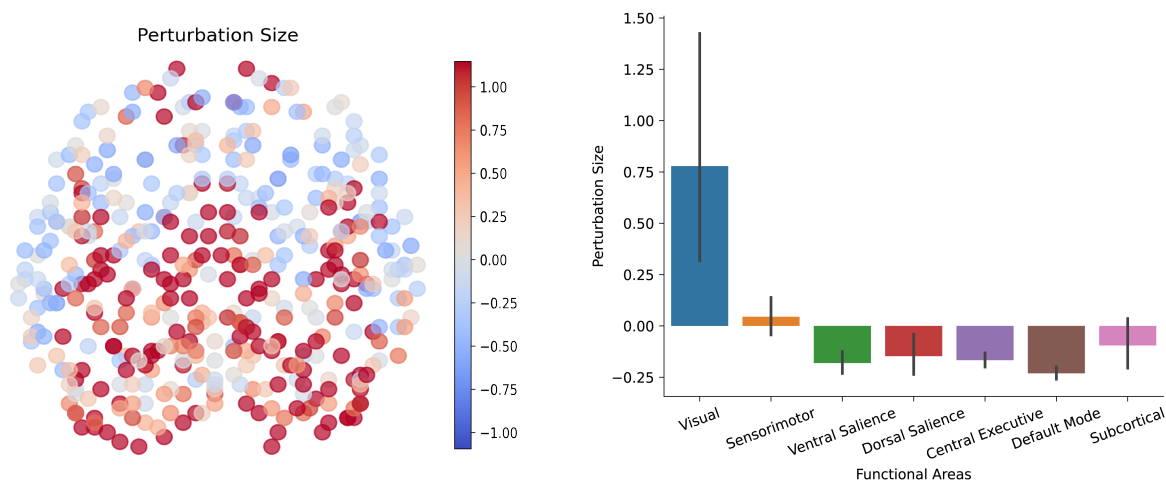 Perturbation Size
1.00
0.75
0.50
0.25
0.00
−0.25
−0.50
−0.75
−1.00
1.50
1.25
1.00
0.75
0.50
0.25
0.00
−0.25
Perturbation Size
Visual
Sensorimotor
Ventral Salience
Dorsal Salience
Central Executive
Default Mode
Subcortical
Functional Areas